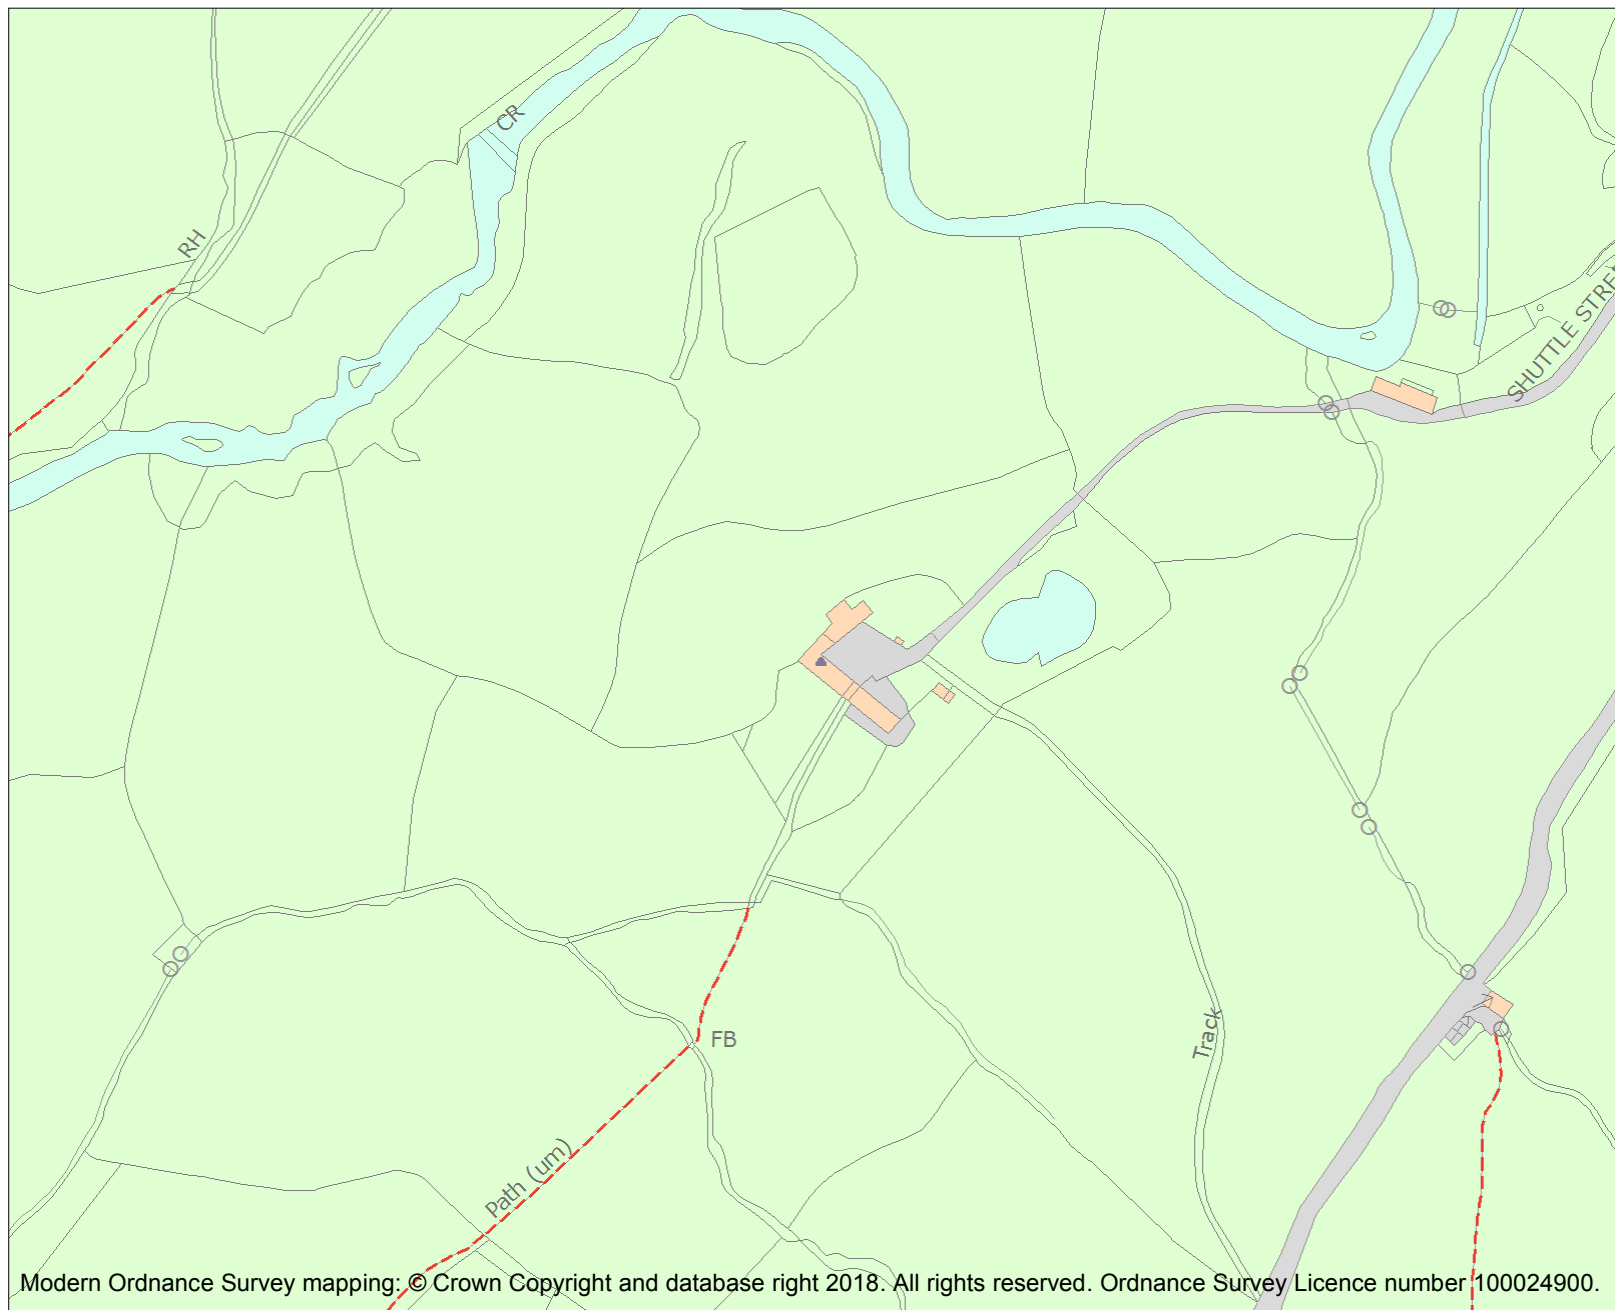 CR
RH
SHUTTLE STRE
FB
Track
Path (um)
Modern Ordnance Survey mapping: © Crown Copyright and database right 2018. All rights reserved. Ordnance Survey Licence number 100024900.